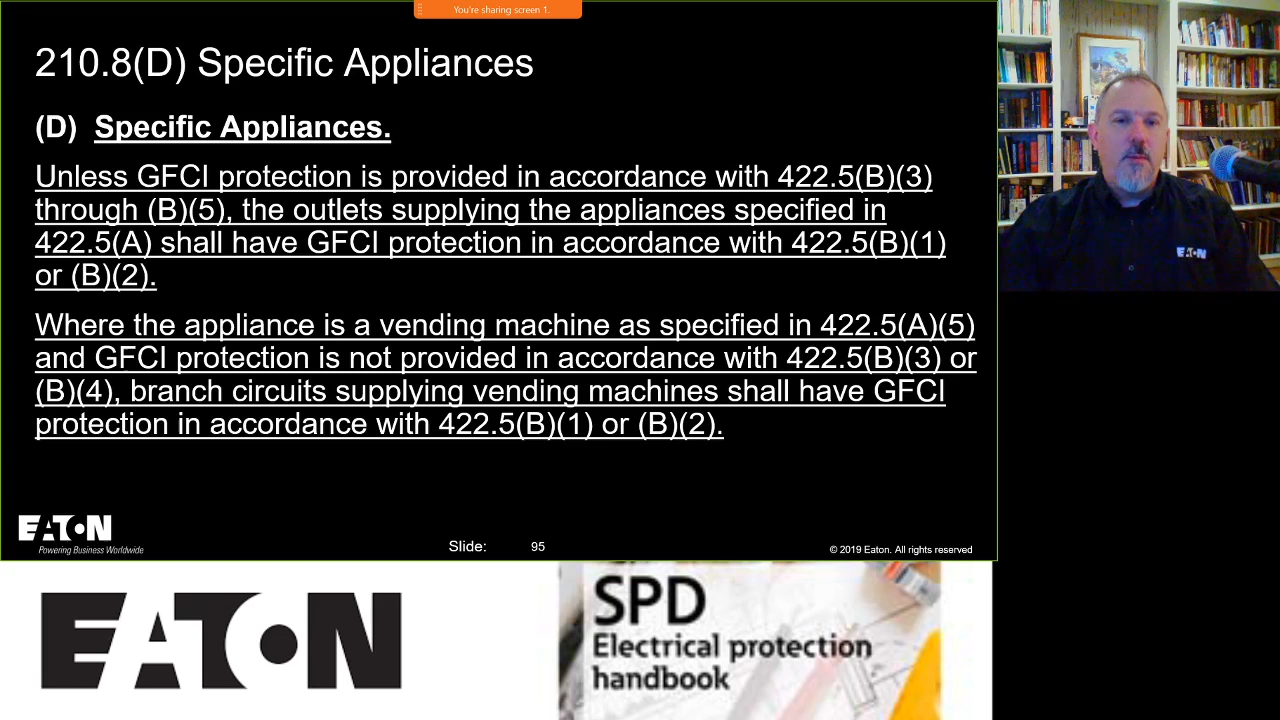 You're sharing screen 1.
210.8(D) Specific Appliances
(D) Specific Appliances.
Unless GFCI protection is provided in accordance with 422.5(B)(3)
through (B)(5), the outlets supplying the appliances specified in
422.5(A) shall have GFCI protection in accordance with 422.5(B)(1)
or (B)(2).
Where the appliance is a vending machine as specified in 422.5(A)(5)
and GFCI protection is not provided in accordance with 422.5(B)(3) or
(B)(4), branch circuits supplying vending machines shall have GFCI
protection in accordance with 422.5(B)(1) or (B)(2).
EATON
Powering Business Worldwide
Slide: 95
© 2019 Eaton. All rights reserved
EATON
EATON
SPD
Electrical protection
handbook